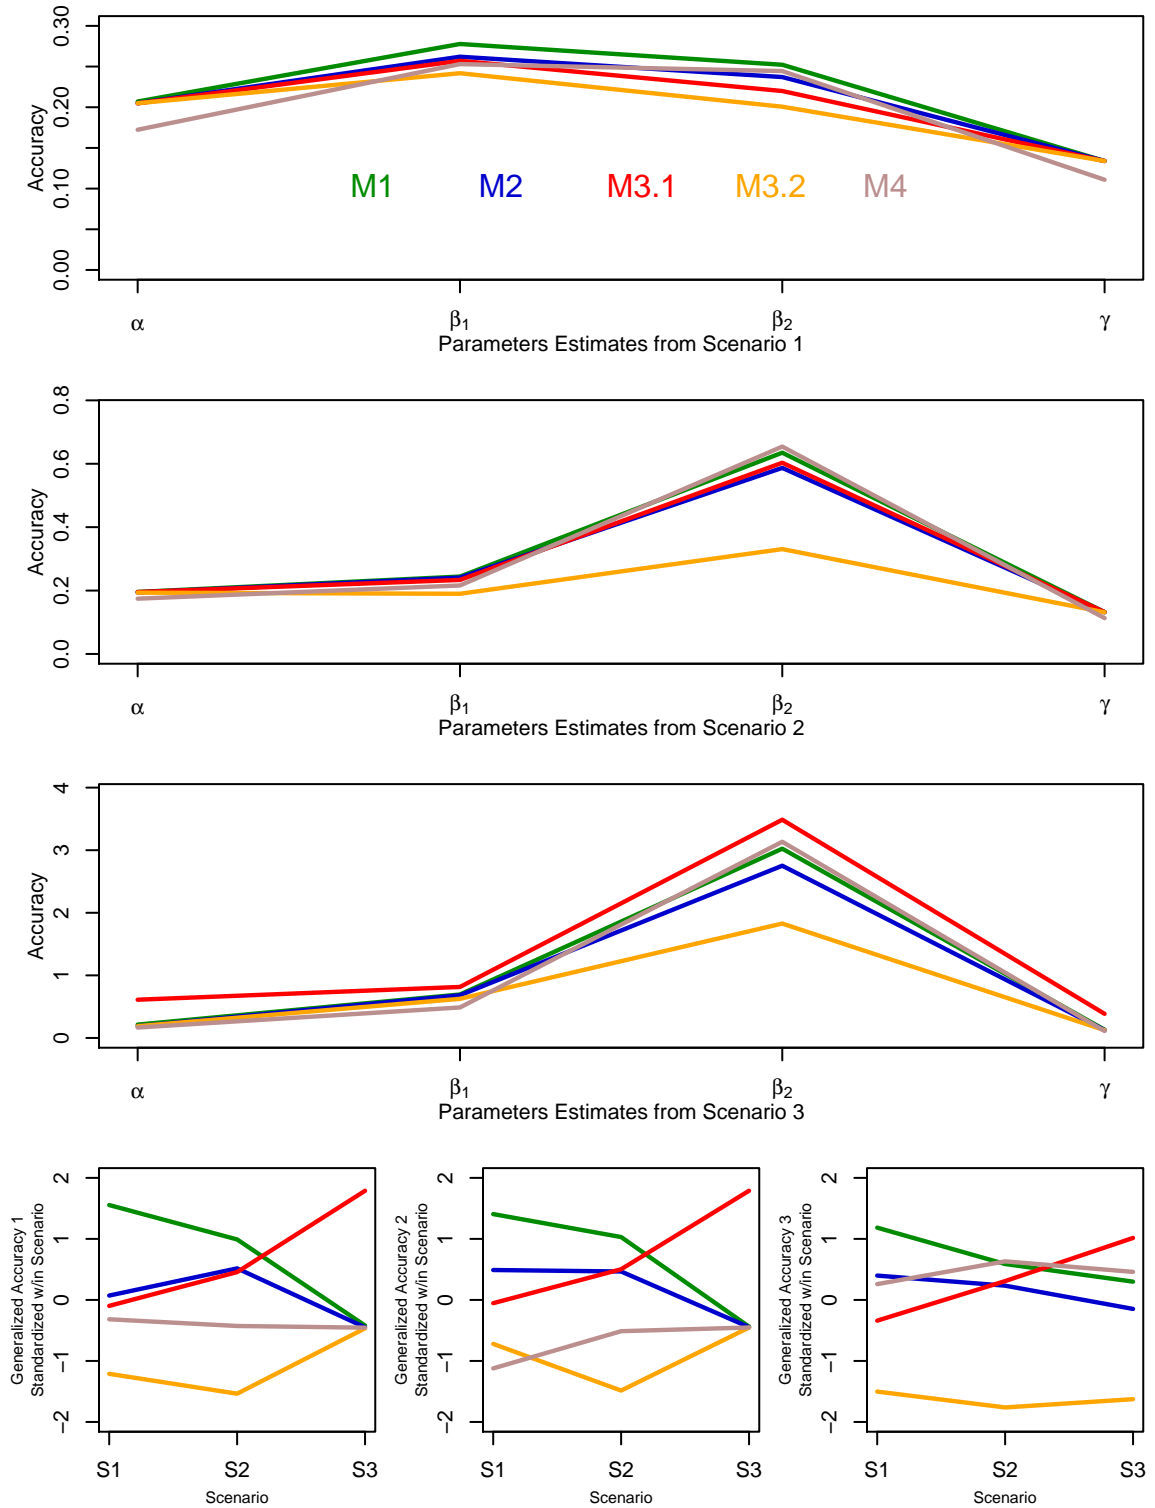 0.30
0.20
0.10
0.00
Accuracy
M1 M2 M3.1 M3.2 M4
α β1 β2 γ
Parameters Estimates from Scenario 1
0.8
0.6
0.4
0.2
0.0
Accuracy
α β1 β2 γ
Parameters Estimates from Scenario 2
4
3
2
1
0
Accuracy
α β1 β2 γ
Parameters Estimates from Scenario 3
Generalized Accuracy 1
Standardized w/in Scenario
2
1
0
−1
−2
S1 S2 S3
Scenario
Generalized Accuracy 2
Standardized w/in Scenario
2
1
0
−1
−2
S1 S2 S3
Scenario
Generalized Accuracy 3
Standardized w/in Scenario
2
1
0
−1
−2
S1 S2 S3
Scenario